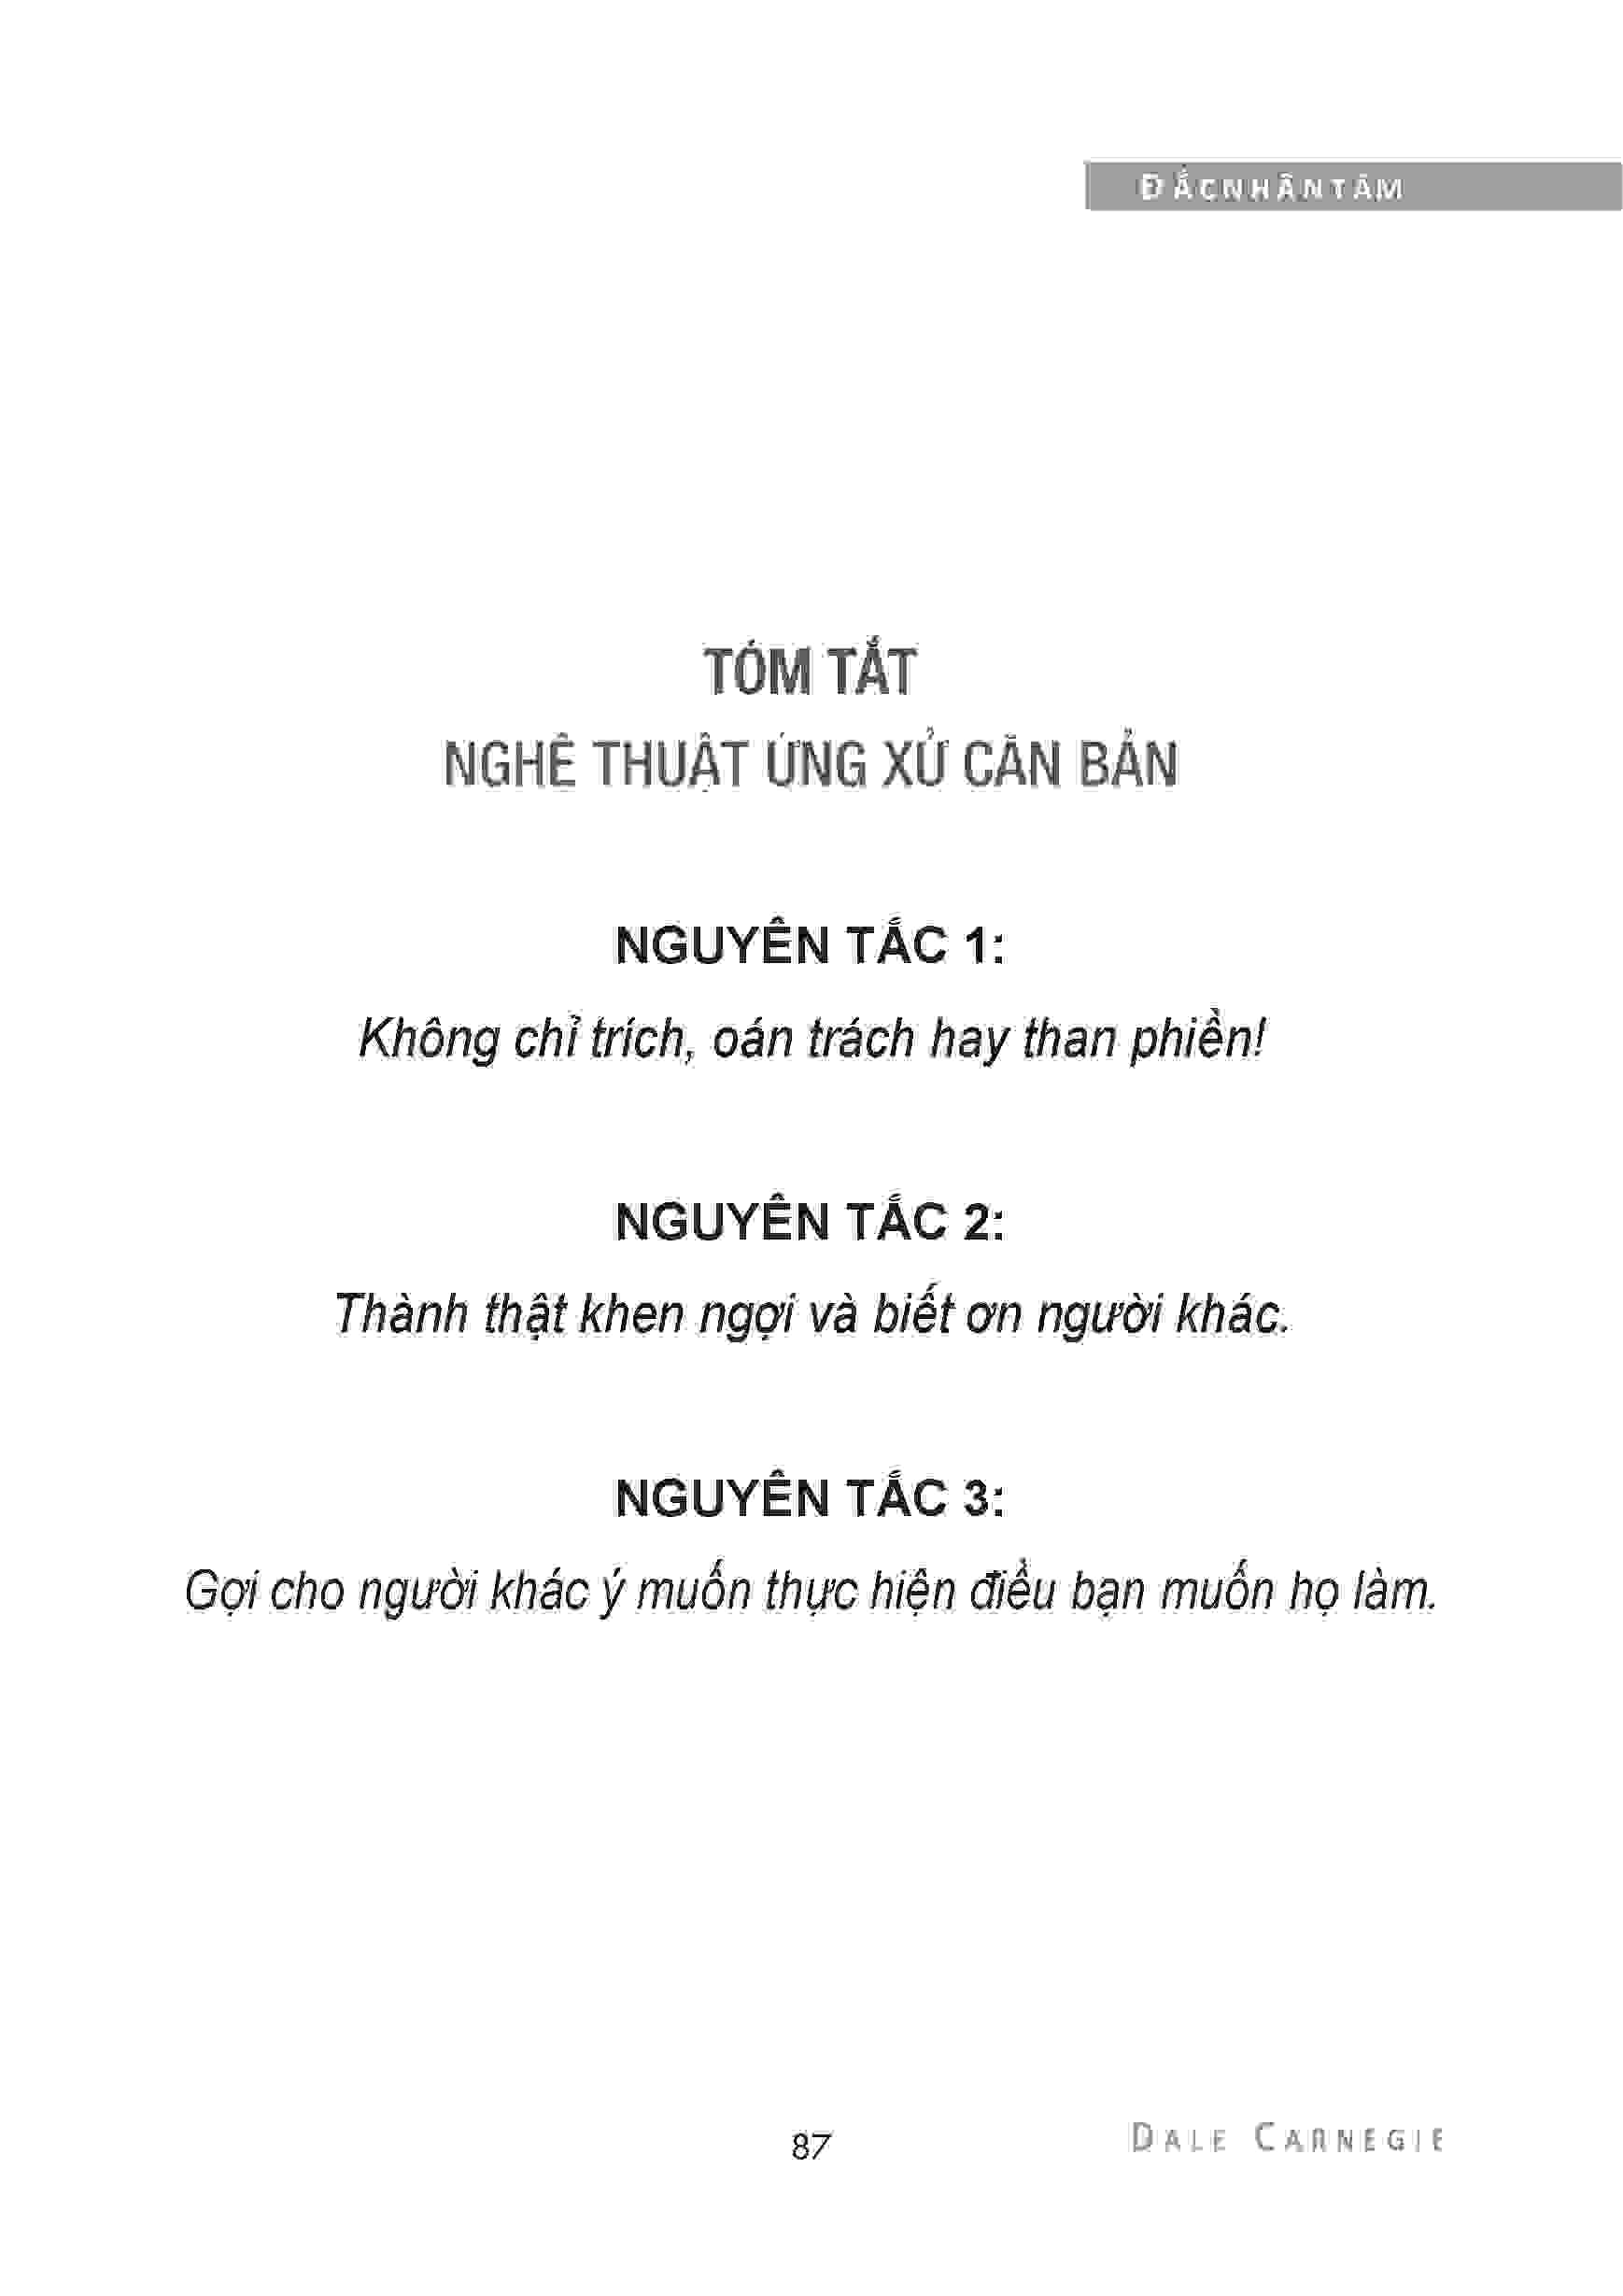 ĐẮC NHÂN TÂM
TÓM TẮT
NGHỆ THUẬT ỨNG XỬ CĂN BẢN
NGUYÊN TẮC 1:
Không chỉ trích, oán trách hay than phiền!
NGUYÊN TẮC 2:
Thành thật khen ngợi và biết ơn người khác.
NGUYÊN TẮC 3:
Gợi cho người khác ý muốn thực hiện điều bạn muốn họ làm.
87
DALE CARNEGIE